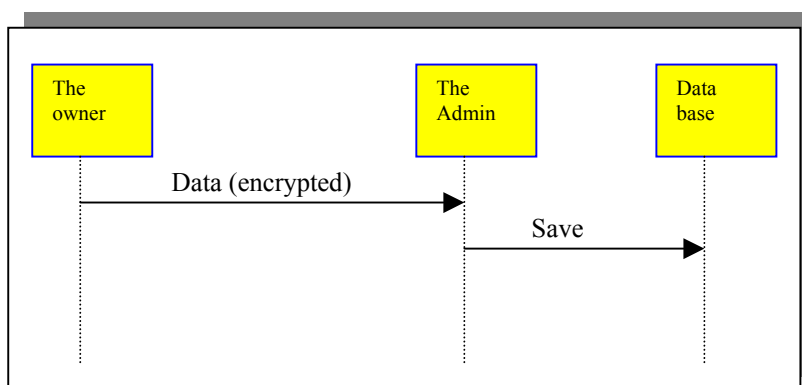 The
owner
The
Admin
Data
base
Data (encrypted)
Save